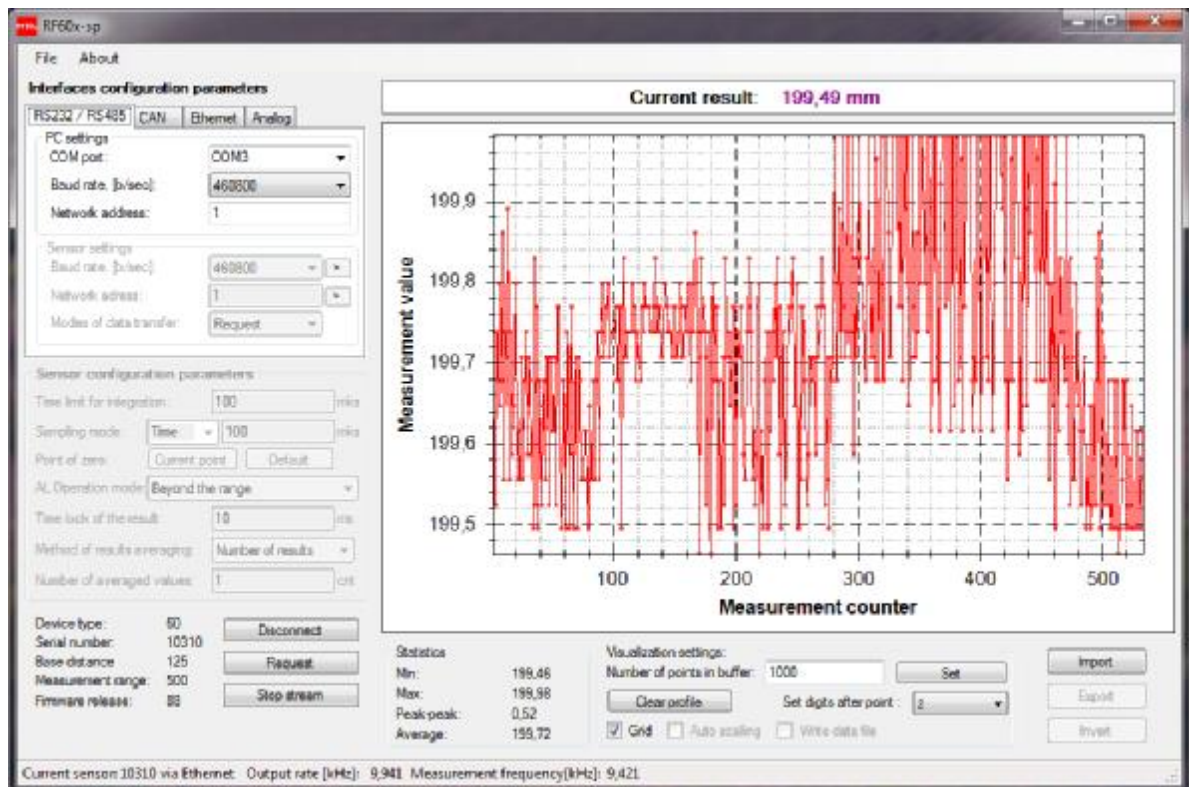 RF60x-sp
File About
Interfaces configuration parameters
RS232 / RS485 CAN Ethernet Analog
PC settings
COM port: COM3
Baud rate, [b/sec]: 460800
Network address: 1
Sensor settings
Baud rate, [b/sec]: 460800 >
Network adress: 1 >
Modes of data transfer: Request
Sensor configuration parameters
Time limit for integration: 100 mks
Sampling mode: Time 100 mks
Point of zero: Current point Default
AL Operation mode: Beyond the range
Time lock of the result: 10 ms
Method of results averaging: Number of results
Number of averaged values: 1 cnt
Device type: 60
Serial number: 10310
Base distance 125
Measurement range: 500
Firmware release:
Disconnect
Request
Stop stream
Current result: 199,49 mm
Measurement value
199,9
199,8
199,7
199,6
199,5
100 200 300 400 500
Measurement counter
Statistics
Min: 199,46
Max: 199,98
Peak-peak: 0,52
Average: 199,72
Visualization settings:
Number of points in buffer: 1000 Set
Clear profile Set digits after point : 2
Grid Auto scaling Write data file
Import
Export
Invert
Current sensor: 10310 via Ethernet Output rate [kHz]: 9,941 Measurement frequency[kHz]: 9,421